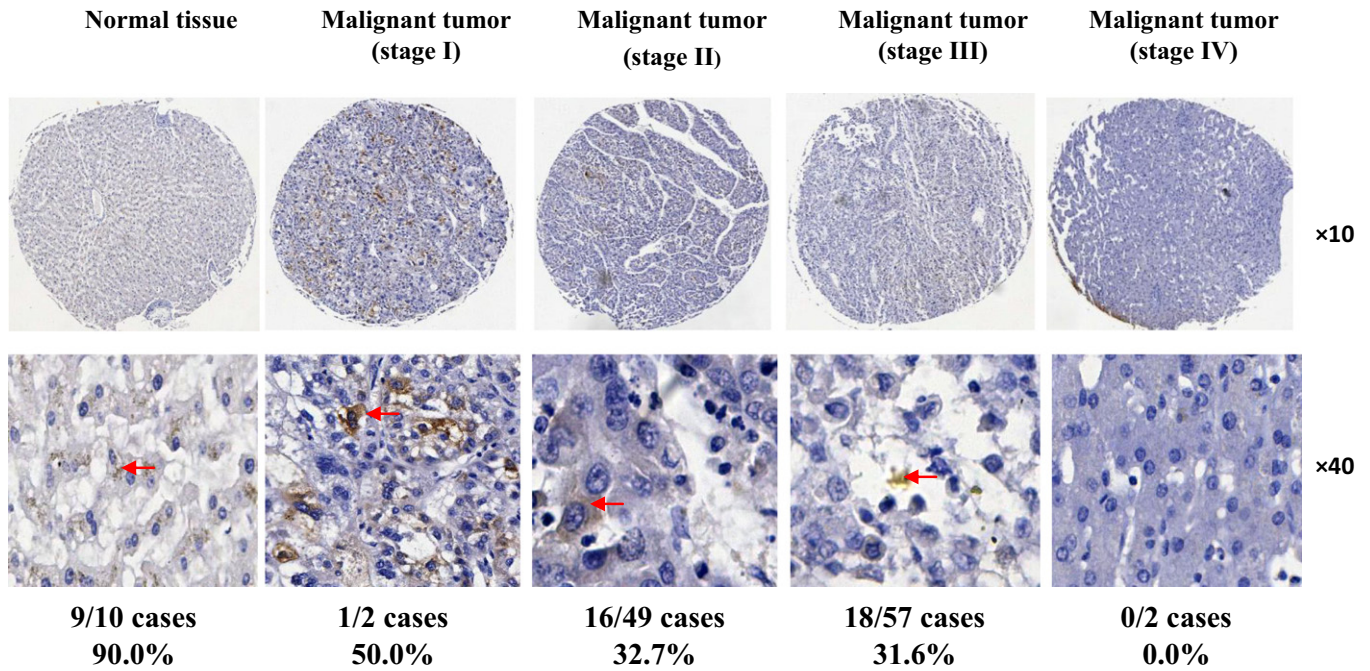 Normal tissue
Malignant tumor
(stage I)
Malignant tumor
(stage II)
Malignant tumor
(stage III)
Malignant tumor
(stage IV)
×10
×40
9/10 cases
90.0%
1/2 cases
50.0%
16/49 cases
32.7%
18/57 cases
31.6%
0/2 cases
0.0%